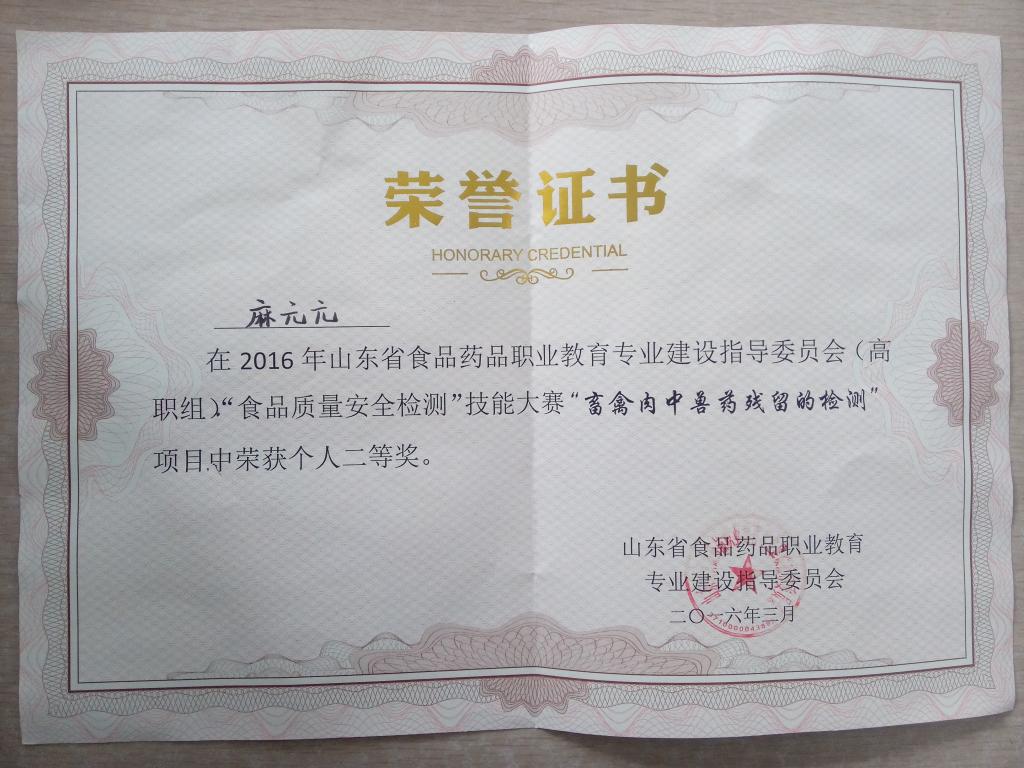 荣誉证书
HONORARY CREDENTIAL
麻元元
在2016年山东省食品药品职业教育专业建设指导委员会（高
职组）“食品质量安全检测”技能大赛“畜禽肉中兽药残留的检测”
项目中荣获个人二等奖。
山东省食品药品职业教育
专业建设指导委员会
二〇一六年三月